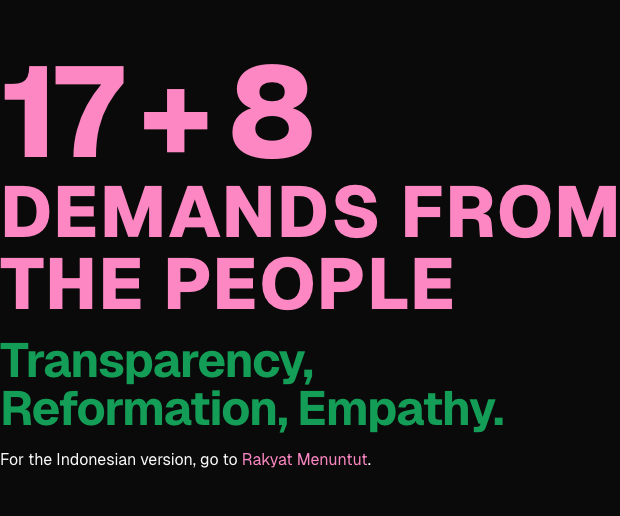 17 + 8
DEMANDS FROM
THE PEOPLE
Transparency,
Reformation, Empathy.
For the Indonesian version, go to Rakyat Menuntut.